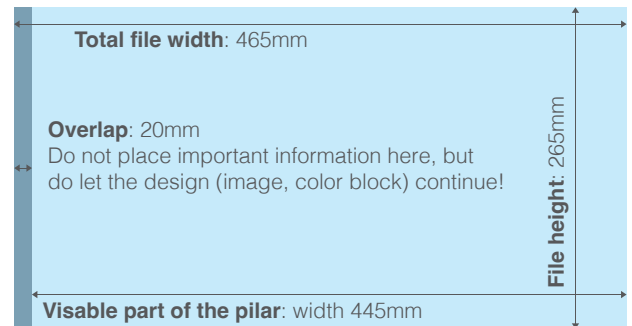 Total file width: 465mm
Overlap: 20mm
Do not place important information here, but
do let the design (image, color block) continue!
File height: 265mm
Visable part of the pilar: width 445mm